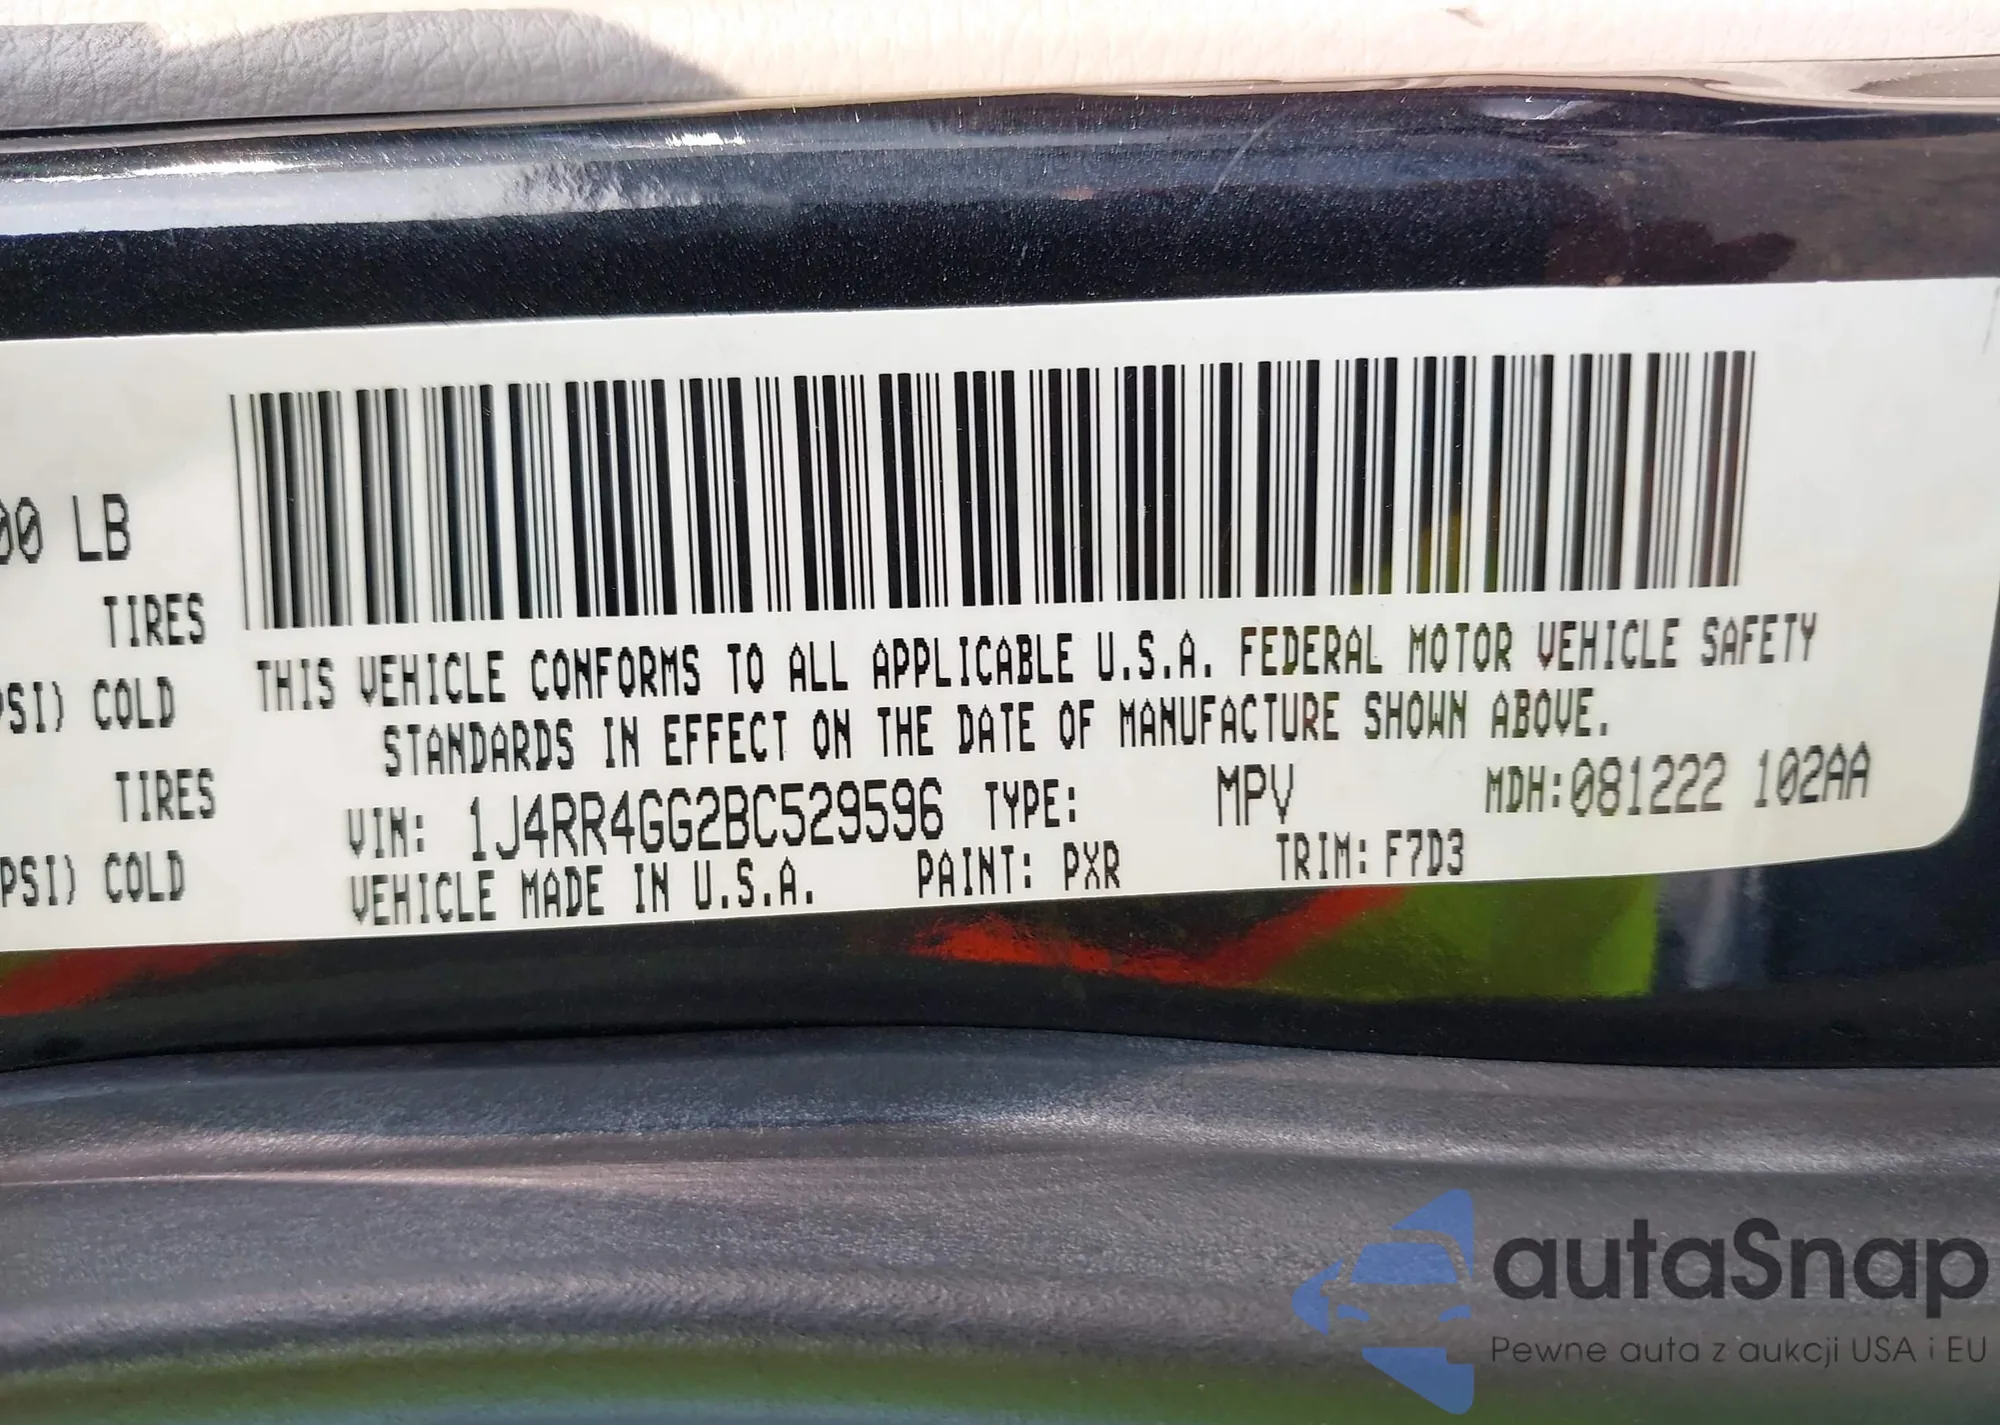 00 LB
TIRES
PSI) COLD
TIRES
PSI) COLD
THIS VEHICLE CONFORMS TO ALL APPLICABLE U.S.A. FEDERAL MOTOR VEHICLE SAFETY
STANDARDS IN EFFECT ON THE DATE OF MANUFACTURE SHOWN ABOVE.
VIN: 1J4RR4GG2BC529596 TYPE: MPV MDH:081222 102AA
VEHICLE MADE IN U.S.A. PAINT: PXR TRIM: F7D3
autaSnap
Pewne auta z aukcji USA i EU